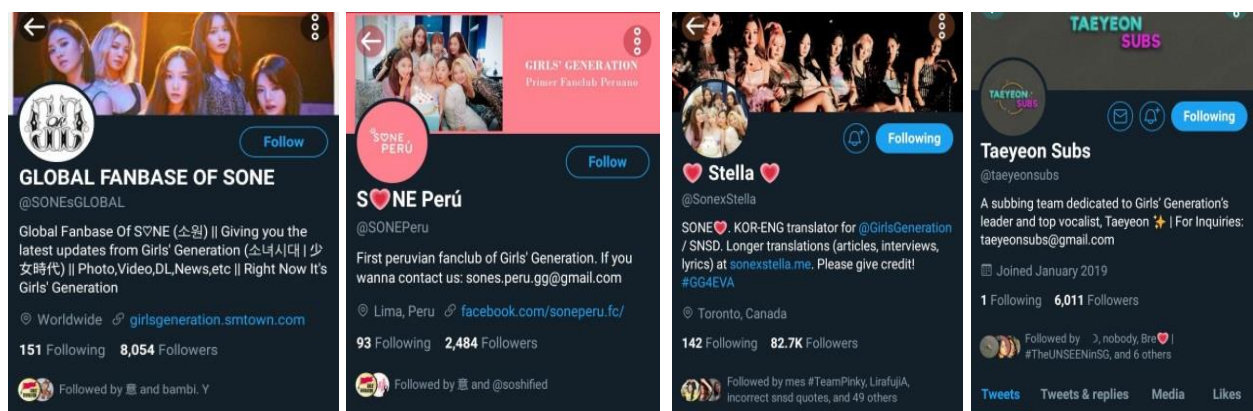 Follow
GLOBAL FANBASE OF SONE
@SONEsGLOBAL
Global Fanbase Of S♡NE (소원) || Giving you the
latest updates from Girls' Generation (소녀시대 | 少
女時代) || Photo,Video,DL,News,etc || Right Now It's
Girls' Generation
Worldwide girlsgeneration.smtown.com
151 Following 8,054 Followers
Followed by 意 and bambi. Y
GIRLS' GENERATION
Primer Fanclub Peruano
SONE
PERÚ
Follow
S❤NE Perú
@SONEPeru
First peruvian fanclub of Girls' Generation. If you
wanna contact us: sones.peru.gg@gmail.com
Lima, Peru facebook.com/soneperu.fc/
93 Following 2,484 Followers
Followed by 意 and @soshified
Following
❤ Stella ❤
@SonexStella
SONE❤. KOR-ENG translator for @GirlsGeneration
/ SNSD. Longer translations (articles, interviews,
lyrics) at sonexstella.me. Please give credit!
#GG4EVA
Toronto, Canada
142 Following 82.7K Followers
Followed by mes #TeamPinky, LirafujiA,
incorrect snsd quotes, and 49 others
TAEYEON
SUBS
TAEYEON
SUBS
Following
Taeyeon Subs
@taeyeonsubs
A subbing team dedicated to Girls' Generation's
leader and top vocalist, Taeyeon ✨ | For Inquiries:
taeyeonsubs@gmail.com
Joined January 2019
1 Following 6,011 Followers
Followed by ☽, nobody, Bre❤ |
#TheUNSEENinSG, and 6 others
Tweets Tweets & replies Media Likes